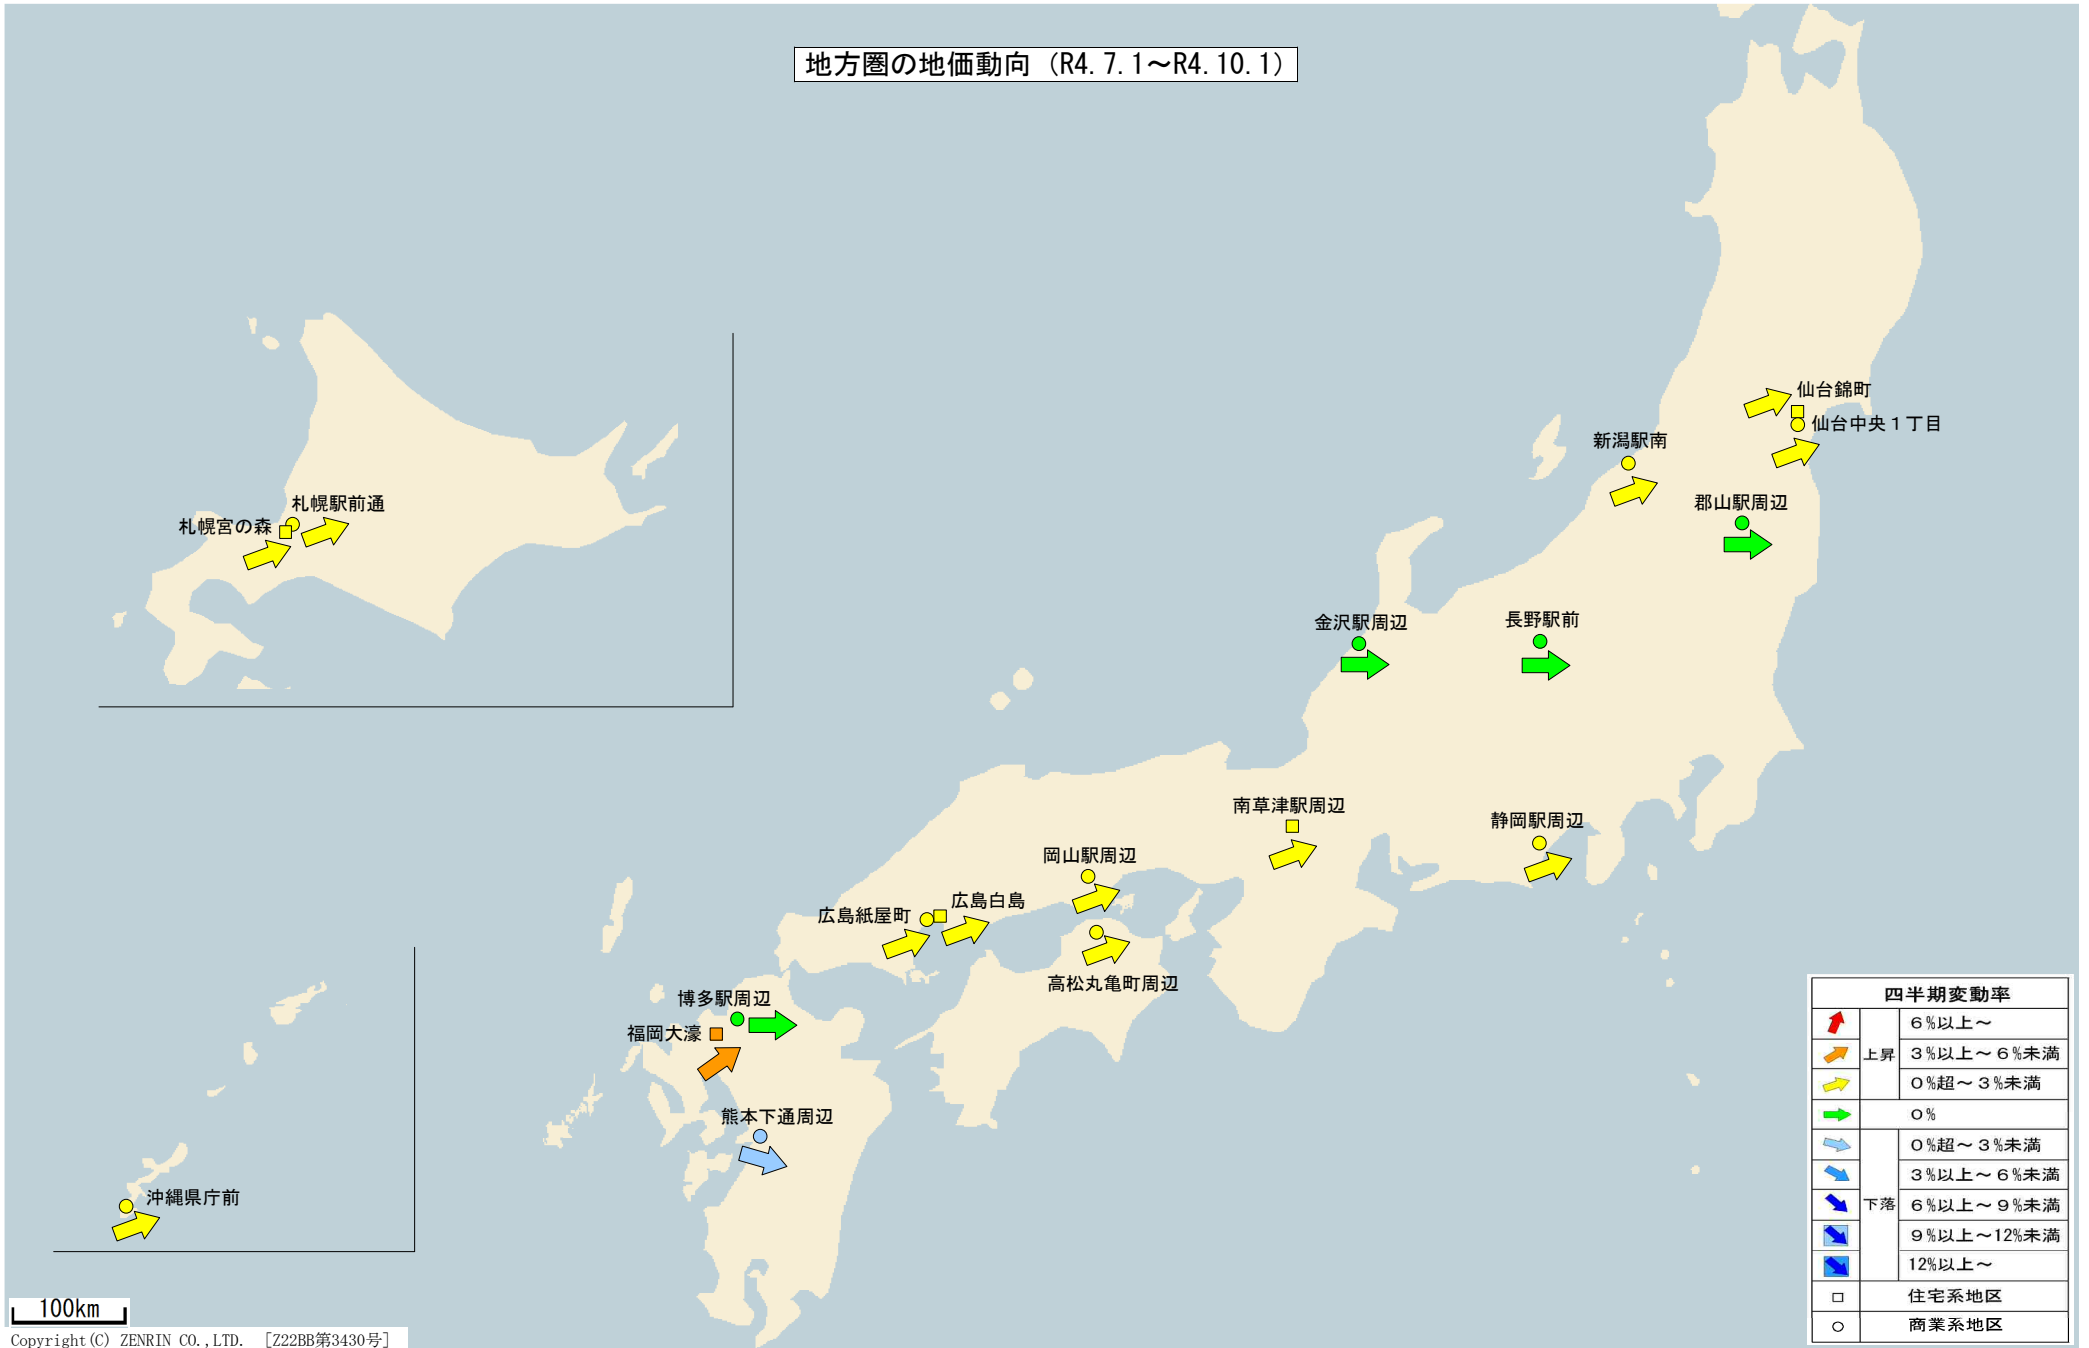 地方圏の地価動向（R4.7.1～R4.10.1）
仙台錦町
仙台中央１丁目
新潟駅南
郡山駅周辺
札幌駅前通
札幌宮の森
金沢駅周辺
長野駅前
南草津駅周辺
静岡駅周辺
岡山駅周辺
広島白島
広島紙屋町
高松丸亀町周辺
博多駅周辺
福岡大濠
熊本下通周辺
沖縄県庁前
四半期変動率
上昇
６%以上～
３%以上～６%未満
０%超～３%未満
０%
下落
０%超～３%未満
３%以上～６%未満
６%以上～９%未満
９%以上～12%未満
12%以上～
住宅系地区
商業系地区
100km
Copyright(C) ZENRIN CO.,LTD. ［Z22BB第3430号］